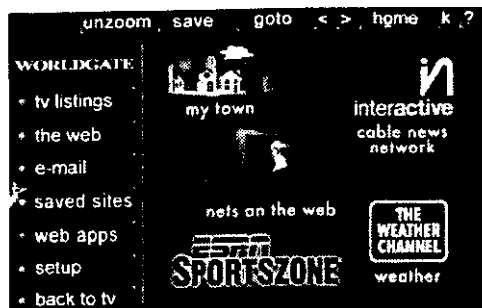 unzoom save goto < > home k ?
WORLDGATE
• tv listings
• the web
• e-mail
• saved sites
• web apps
• setup
• back to tv
my town
interactive
cable news
network
nets on the web
ESPN
SPORTSZONE
THE
WEATHER
CHANNEL
weather